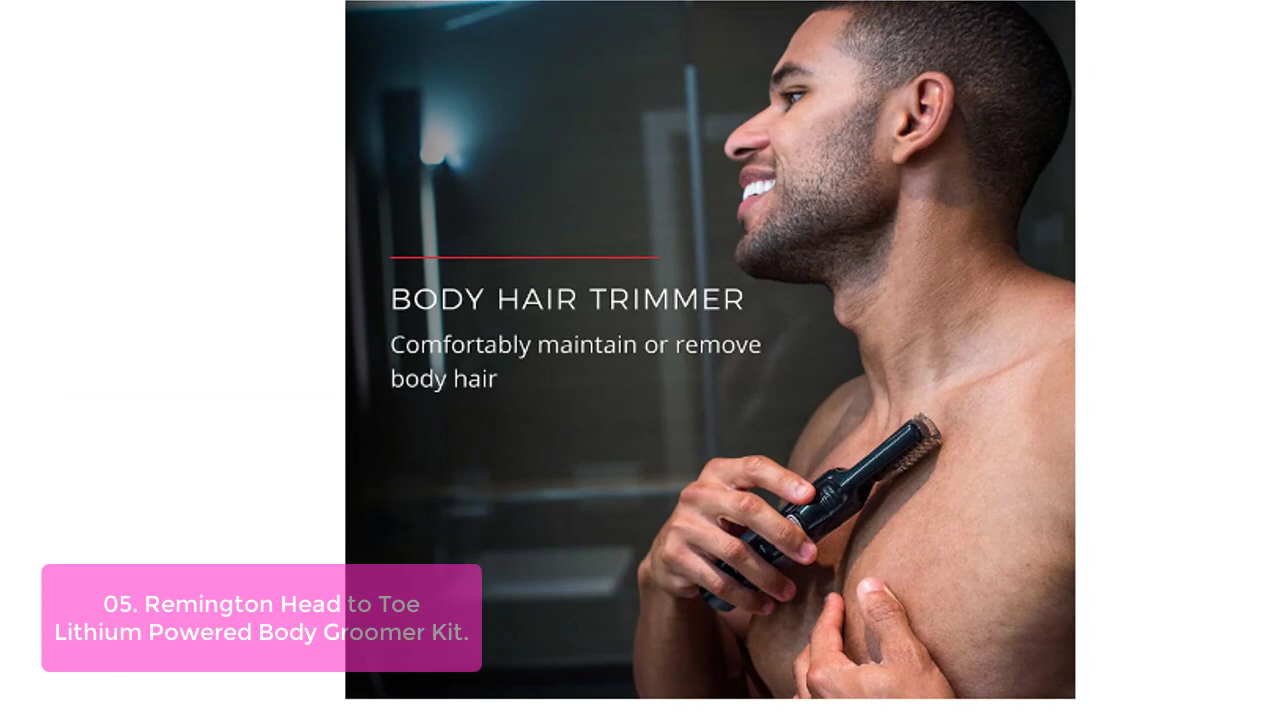 BODY HAIR TRIMMER
Comfortably maintain or remove
body hair
05. Remington Head to Toe
Lithium Powered Body Groomer Kit.